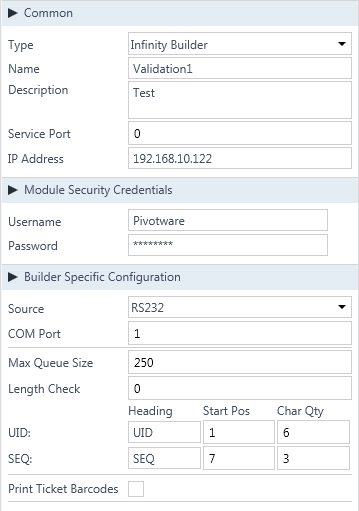 Common
Type Infinity Builder
Name Validation1
Description Test
Service Port 0
IP Address 192.168.10.122
Module Security Credentials
Username Pivotware
Password ********
Builder Specific Configuration
Source RS232
COM Port 1
Max Queue Size 250
Length Check 0
Heading Start Pos Char Qty
UID: UID 1 6
SEQ: SEQ 7 3
Print Ticket Barcodes